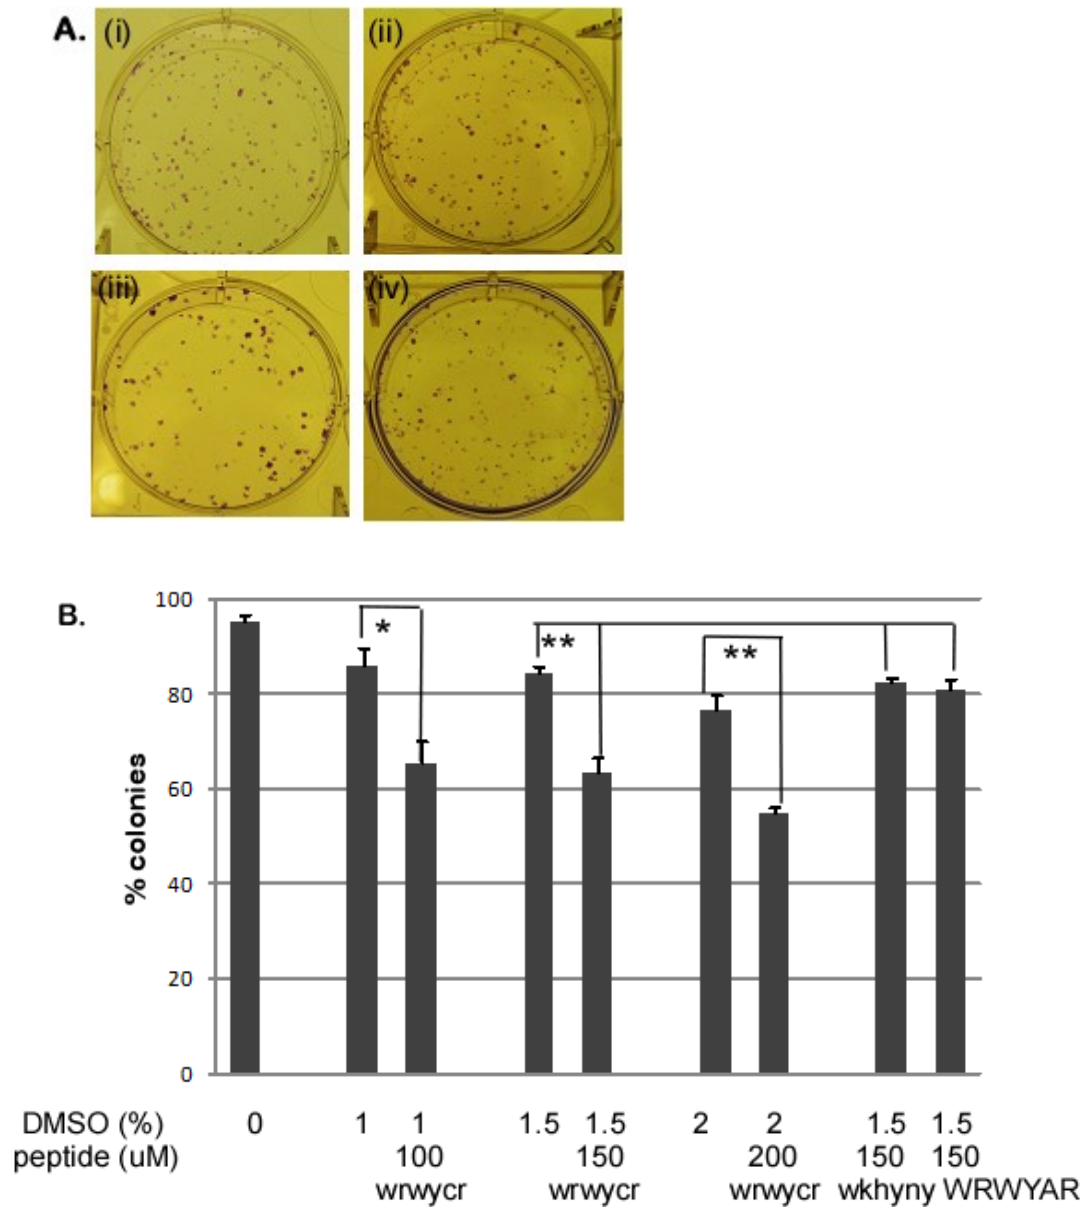 A. (i) (ii)
(iii) (iv)
B.
100
80
60
40
20
0
% colonies
* ** **
DMSO (%) 0 1 1 1.5 1.5 2 2 1.5 1.5
peptide (uM) 100 150 200 150 150
wrwycr wrwycr wrwycr wkhyny WRWYAR